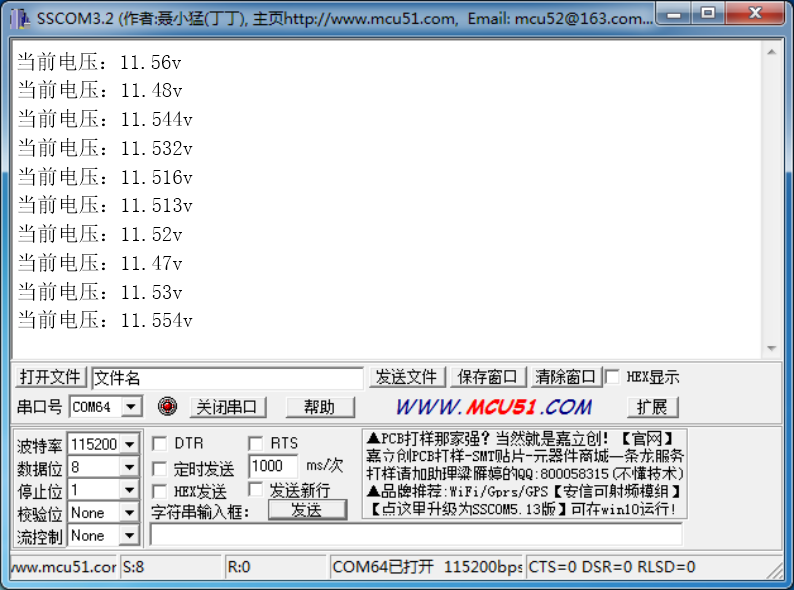 SSCOM3.2 (作者:聂小猛(丁丁), 主页http://www.mcu51.com, Email: mcu52@163.com...
当前电压：11.56v
当前电压：11.48v
当前电压：11.544v
当前电压：11.532v
当前电压：11.516v
当前电压：11.513v
当前电压：11.52v
当前电压：11.47v
当前电压：11.53v
当前电压：11.554v
打开文件 文件名 发送文件 保存窗口 清除窗口 HEX显示
串口号 COM64 关闭串口 帮助 WWW.MCU51.COM 扩展
波特率 115200 DTR RTS
数据位 8 定时发送 1000 ms/次
停止位 1 HEX发送 发送新行
校验位 None 字符串输入框： 发送
流控制 None
▲PCB打样那家强？当然就是嘉立创！【官网】
嘉立创PCB打样-SMT贴片-元器件商城—条龙服务
打样请加助理梁雁婷的QQ:800058315(不懂技术)
▲品牌推荐:WiFi/Gprs/GPS【安信可射频模组】
【点这里升级为SSCOM5.13版】可在win10运行!
ww.mcu51.cor S:8 R:0 COM64已打开 115200bps CTS=0 DSR=0 RLSD=0